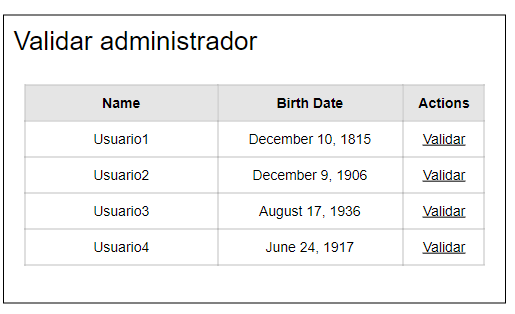 Validar administrador
Name Birth Date Actions
Usuario1 December 10, 1815 Validar
Usuario2 December 9, 1906 Validar
Usuario3 August 17, 1936 Validar
Usuario4 June 24, 1917 Validar